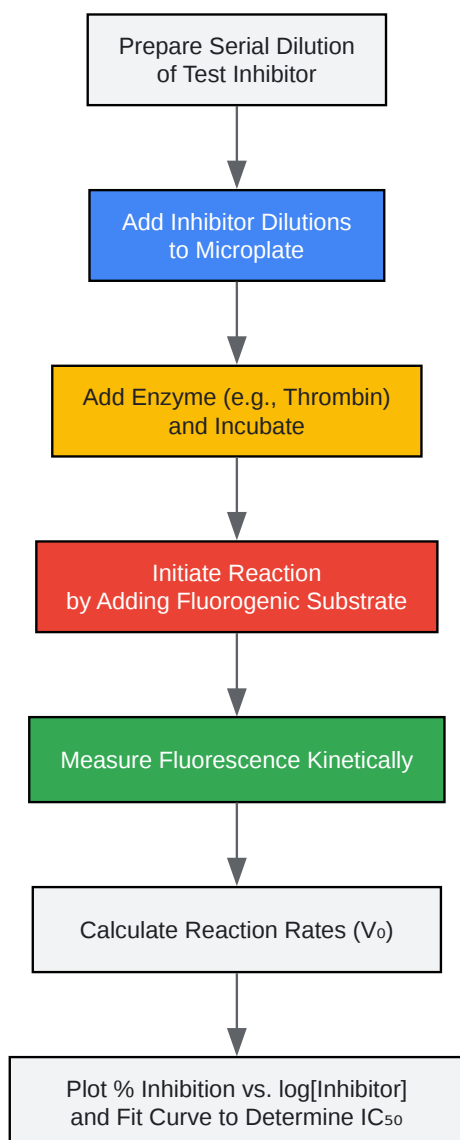 Prepare Serial Dilution
of Test Inhibitor
Add Inhibitor Dilutions
to Microplate
Add Enzyme (e.g., Thrombin)
and Incubate
Initiate Reaction
by Adding Fluorogenic Substrate
Measure Fluorescence Kinetically
Calculate Reaction Rates (V₀)
Plot % Inhibition vs. log[Inhibitor]
and Fit Curve to Determine IC₅₀